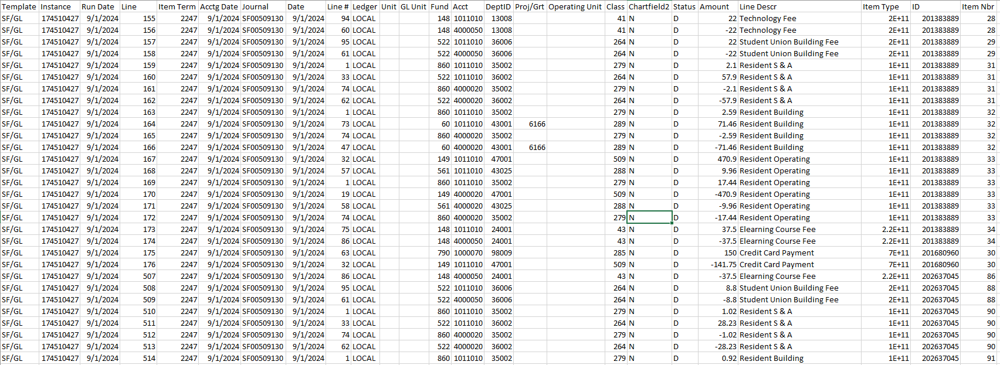 Template Instance Run Date Line Item Term Acctg Date Journal Date Line # Ledger Unit GL Unit Fund Acct DeptID Proj/Grt Operating Unit Class Chartfield2 Status Amount Line Descr Item Type ID Item Nbr
SF/GL 174510427 9/1/2024 155 2247 9/1/2024 SF00509130 9/1/2024 94 LOCAL 148 1011010 13008 41 N D 22 Technology Fee 2E+11 201383889 28
SF/GL 174510427 9/1/2024 156 2247 9/1/2024 SF00509130 9/1/2024 60 LOCAL 148 4000050 13008 41 N D -22 Technology Fee 2E+11 201383889 28
SF/GL 174510427 9/1/2024 157 2247 9/1/2024 SF00509130 9/1/2024 95 LOCAL 522 1011010 36006 264 N D 22 Student Union Building Fee 2E+11 201383889 29
SF/GL 174510427 9/1/2024 158 2247 9/1/2024 SF00509130 9/1/2024 61 LOCAL 522 4000050 36006 264 N D -22 Student Union Building Fee 2E+11 201383889 29
SF/GL 174510427 9/1/2024 159 2247 9/1/2024 SF00509130 9/1/2024 1 LOCAL 860 1011010 35002 279 N D 2.1 Resident S & A 1E+11 201383889 31
SF/GL 174510427 9/1/2024 160 2247 9/1/2024 SF00509130 9/1/2024 33 LOCAL 522 1011010 36002 264 N D 57.9 Resident S & A 1E+11 201383889 31
SF/GL 174510427 9/1/2024 161 2247 9/1/2024 SF00509130 9/1/2024 74 LOCAL 860 4000020 35002 279 N D -2.1 Resident S & A 1E+11 201383889 31
SF/GL 174510427 9/1/2024 162 2247 9/1/2024 SF00509130 9/1/2024 62 LOCAL 522 4000020 36002 264 N D -57.9 Resident S & A 1E+11 201383889 31
SF/GL 174510427 9/1/2024 163 2247 9/1/2024 SF00509130 9/1/2024 1 LOCAL 860 1011010 35002 279 N D 2.59 Resident Building 1E+11 201383889 32
SF/GL 174510427 9/1/2024 164 2247 9/1/2024 SF00509130 9/1/2024 73 LOCAL 60 1011010 43001 6166 289 N D 71.46 Resident Building 1E+11 201383889 32
SF/GL 174510427 9/1/2024 165 2247 9/1/2024 SF00509130 9/1/2024 74 LOCAL 860 4000020 35002 279 N D -2.59 Resident Building 1E+11 201383889 32
SF/GL 174510427 9/1/2024 166 2247 9/1/2024 SF00509130 9/1/2024 47 LOCAL 60 4000020 43001 6166 289 N D -71.46 Resident Building 1E+11 201383889 32
SF/GL 174510427 9/1/2024 167 2247 9/1/2024 SF00509130 9/1/2024 32 LOCAL 149 1011010 47001 509 N D 470.9 Resident Operating 1E+11 201383889 33
SF/GL 174510427 9/1/2024 168 2247 9/1/2024 SF00509130 9/1/2024 57 LOCAL 561 1011010 43025 288 N D 9.96 Resident Operating 1E+11 201383889 33
SF/GL 174510427 9/1/2024 169 2247 9/1/2024 SF00509130 9/1/2024 1 LOCAL 860 1011010 35002 279 N D 17.44 Resident Operating 1E+11 201383889 33
SF/GL 174510427 9/1/2024 170 2247 9/1/2024 SF00509130 9/1/2024 19 LOCAL 149 4000020 47001 509 N D -470.9 Resident Operating 1E+11 201383889 33
SF/GL 174510427 9/1/2024 171 2247 9/1/2024 SF00509130 9/1/2024 58 LOCAL 561 4000020 43025 288 N D -9.96 Resident Operating 1E+11 201383889 33
SF/GL 174510427 9/1/2024 172 2247 9/1/2024 SF00509130 9/1/2024 74 LOCAL 860 4000020 35002 279 N D -17.44 Resident Operating 1E+11 201383889 33
SF/GL 174510427 9/1/2024 173 2247 9/1/2024 SF00509130 9/1/2024 75 LOCAL 148 1011010 24001 43 N D 37.5 Elearning Course Fee 2.2E+11 201383889 34
SF/GL 174510427 9/1/2024 174 2247 9/1/2024 SF00509130 9/1/2024 86 LOCAL 148 4000050 24001 43 N D -37.5 Elearning Course Fee 2.2E+11 201383889 34
SF/GL 174510427 9/1/2024 175 2247 9/1/2024 SF00509130 9/1/2024 63 LOCAL 790 1000070 98009 285 N D 150 Credit Card Payment 7E+11 201680960 30
SF/GL 174510427 9/1/2024 176 2247 9/1/2024 SF00509130 9/1/2024 32 LOCAL 149 1011010 47001 509 N D -141.75 Credit Card Payment 7E+11 201680960 30
SF/GL 174510427 9/1/2024 507 2247 9/1/2024 SF00509130 9/1/2024 86 LOCAL 148 4000050 24001 43 N D -37.5 Elearning Course Fee 2.2E+11 202637045 86
SF/GL 174510427 9/1/2024 508 2247 9/1/2024 SF00509130 9/1/2024 95 LOCAL 522 1011010 36006 264 N D 8.8 Student Union Building Fee 2E+11 202637045 88
SF/GL 174510427 9/1/2024 509 2247 9/1/2024 SF00509130 9/1/2024 61 LOCAL 522 4000050 36006 264 N D -8.8 Student Union Building Fee 2E+11 202637045 88
SF/GL 174510427 9/1/2024 510 2247 9/1/2024 SF00509130 9/1/2024 1 LOCAL 860 1011010 35002 279 N D 1.02 Resident S & A 1E+11 202637045 90
SF/GL 174510427 9/1/2024 511 2247 9/1/2024 SF00509130 9/1/2024 33 LOCAL 522 1011010 36002 264 N D 28.23 Resident S & A 1E+11 202637045 90
SF/GL 174510427 9/1/2024 512 2247 9/1/2024 SF00509130 9/1/2024 74 LOCAL 860 4000020 35002 279 N D -1.02 Resident S & A 1E+11 202637045 90
SF/GL 174510427 9/1/2024 513 2247 9/1/2024 SF00509130 9/1/2024 62 LOCAL 522 4000020 36002 264 N D -28.23 Resident S & A 1E+11 202637045 90
SF/GL 174510427 9/1/2024 514 2247 9/1/2024 SF00509130 9/1/2024 1 LOCAL 860 1011010 35002 279 N D 0.92 Resident Building 1E+11 202637045 91